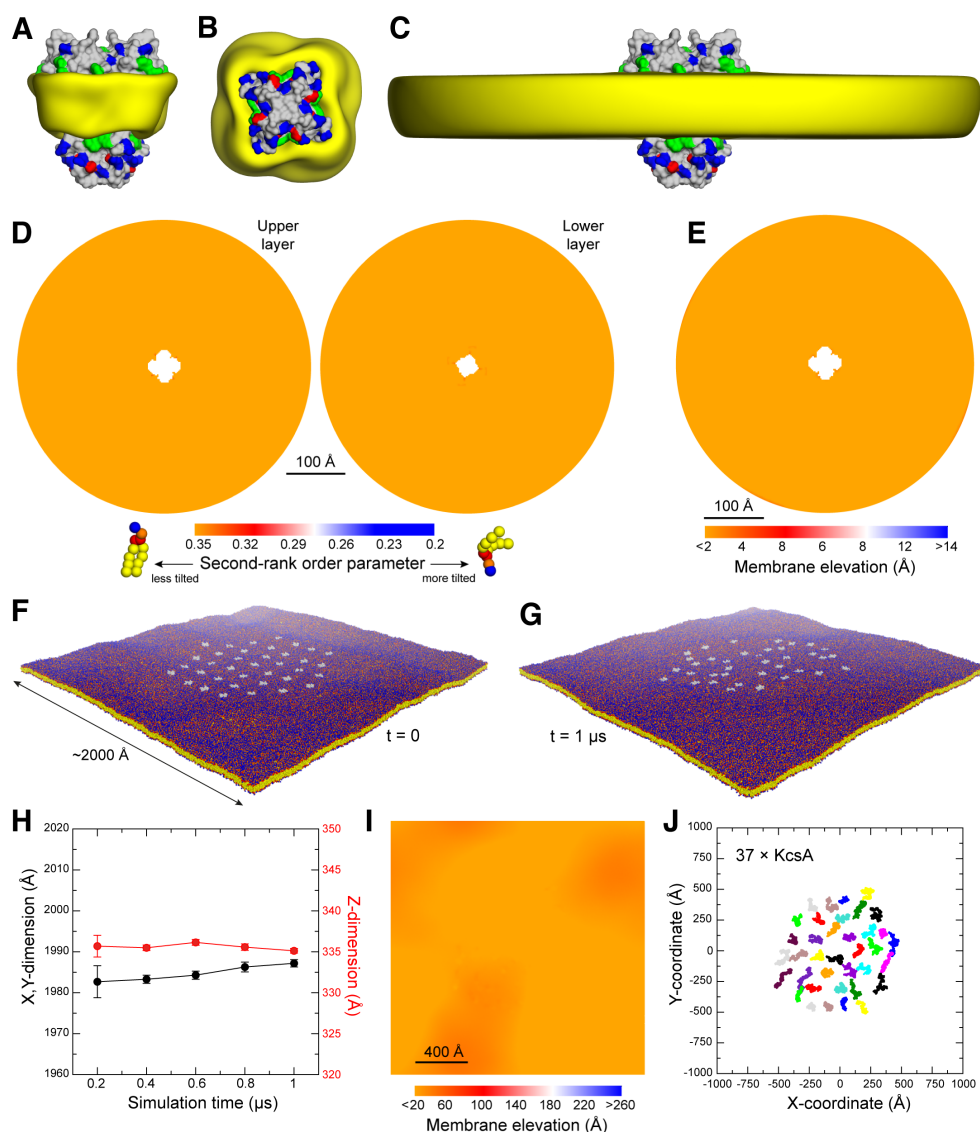 A
B
C
D
Upper
layer
Lower
layer
E
100 Å
100 Å
0.35 0.32 0.29 0.26 0.23 0.2
Second-rank order parameter
less tilted
more tilted
<2 4 8 6 8 12 >14
Membrane elevation (Å)
F
G
~2000 Å
t = 0
t = 1 µs
H
2020
2010
2000
1990
1980
1970
1960
X,Y-dimension (Å)
350
345
340
335
330
325
320
Z-dimension (Å)
0.2 0.4 0.6 0.8 1
Simulation time (µs)
I
400 Å
<20 60 100 140 180 220 >260
Membrane elevation (Å)
J
37 × KcsA
1000
750
500
250
0
-250
-500
-750
-1000
Y-coordinate (Å)
-1000 -750 -500 -250 0 250 500 750 1000
X-coordinate (Å)